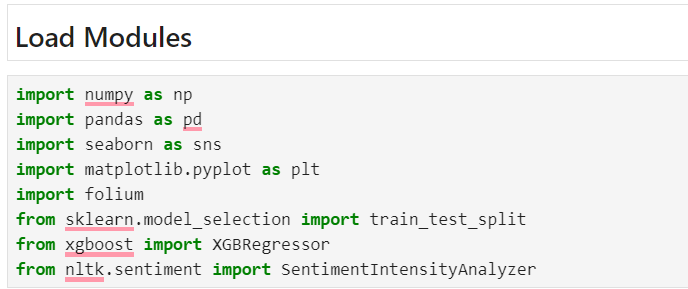 Load Modules
import numpy as np
import pandas as pd
import seaborn as sns
import matplotlib.pyplot as plt
import folium
from sklearn.model_selection import train_test_split
from xgboost import XGBRegressor
from nltk.sentiment import SentimentIntensityAnalyzer